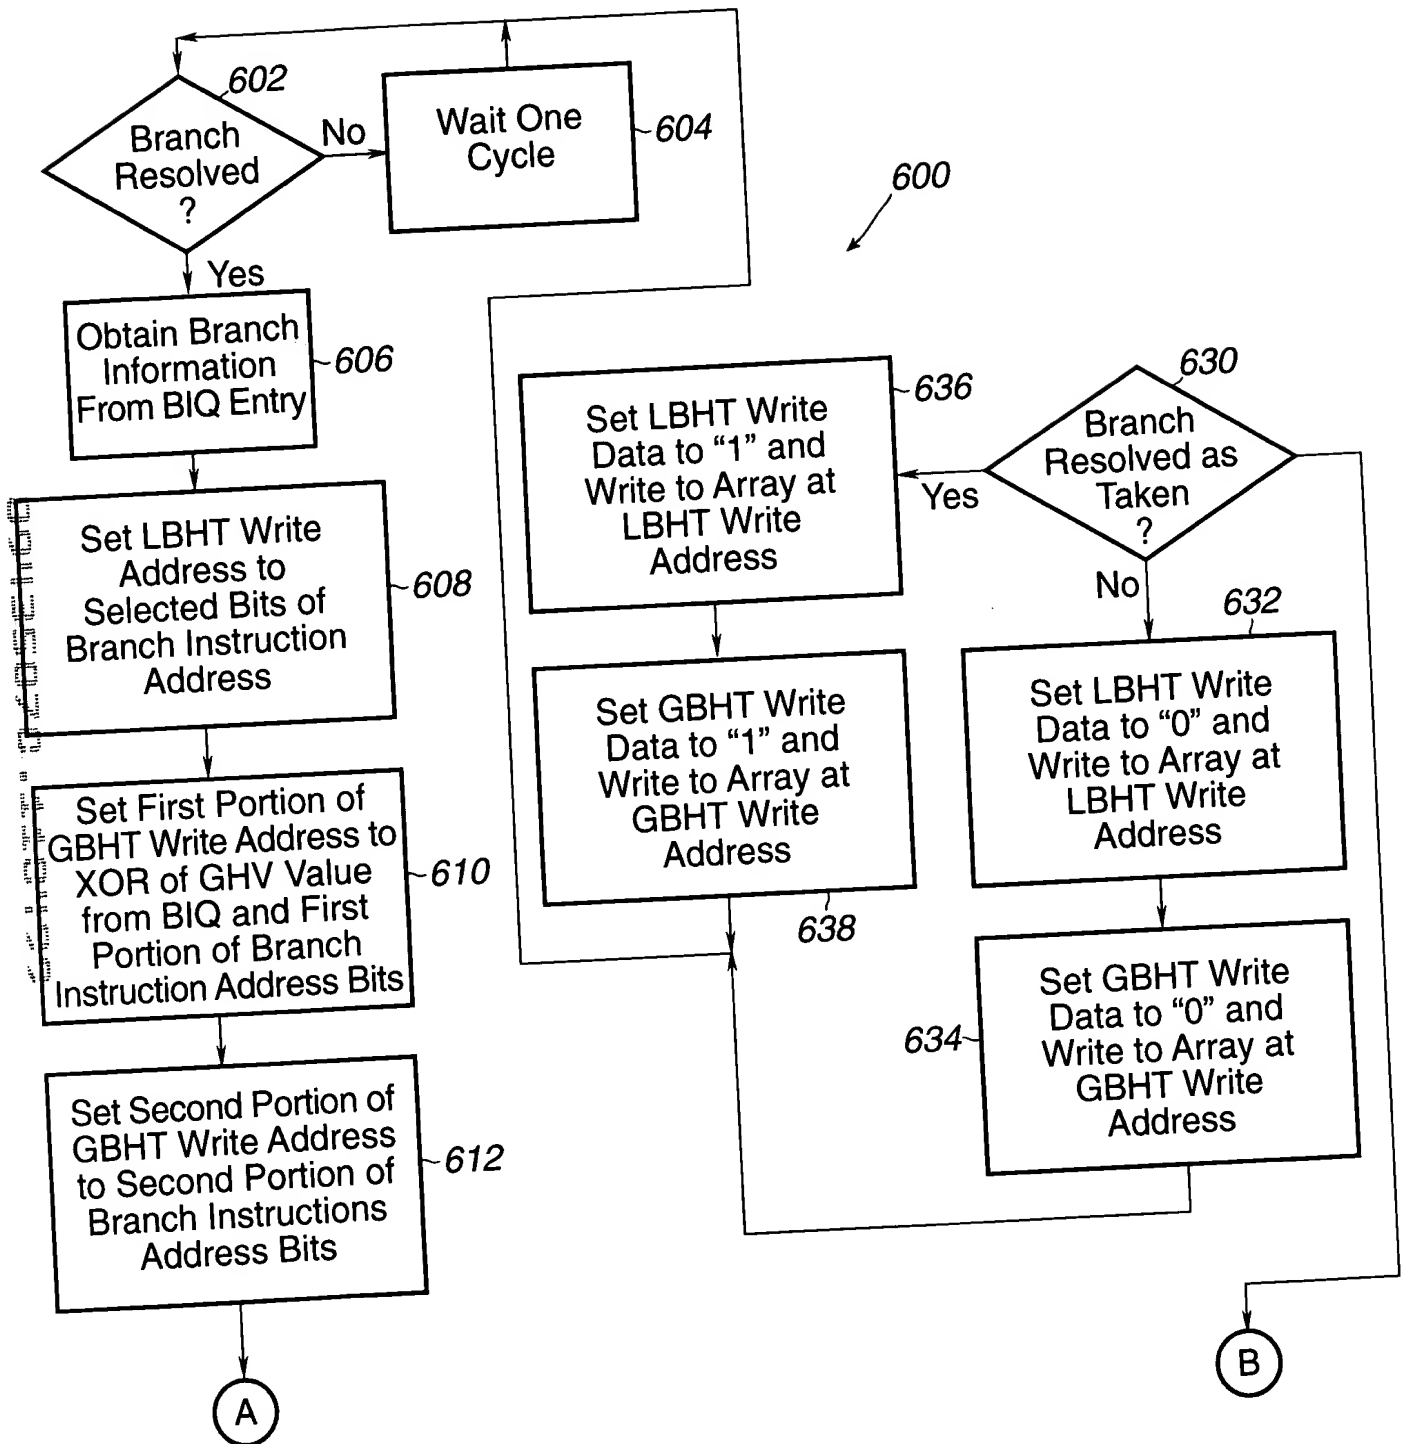 602
Branch
Resolved
?
No
Wait One
Cycle
604
600
Yes
Obtain Branch
Information
From BIQ Entry
606
Set LBHT Write
Address to
Selected Bits of
Branch Instruction
Address
608
Set First Portion of
GBHT Write Address to
XOR of GHV Value
from BIQ and First
Portion of Branch
Instruction Address Bits
610
Set Second Portion of
GBHT Write Address
to Second Portion of
Branch Instructions
Address Bits
612
A
Set LBHT Write
Data to “1” and
Write to Array at
LBHT Write
Address
636
Set GBHT Write
Data to “1” and
Write to Array at
GBHT Write
Address
638
630
Branch
Resolved as
Taken
?
Yes
No
632
Set LBHT Write
Data to “0” and
Write to Array at
LBHT Write
Address
Set GBHT Write
Data to “0” and
Write to Array at
GBHT Write
Address
634
B